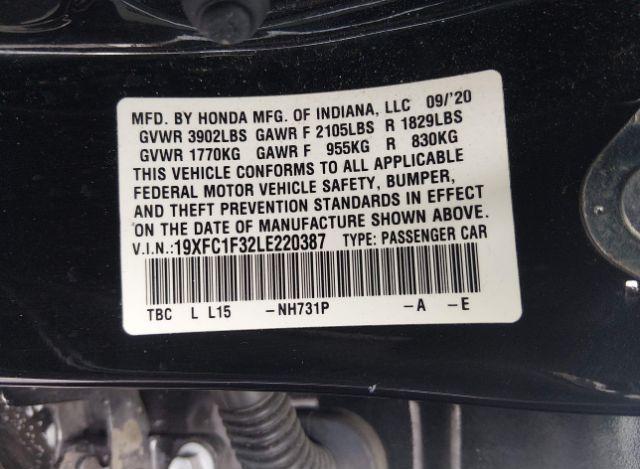 MFD. BY HONDA MFG. OF INDIANA, LLC 09/'20
GVWR 3902LBS GAWR F 2105LBS R 1829LBS
GVWR 1770KG GAWR F 955KG R 830KG
THIS VEHICLE CONFORMS TO ALL APPLICABLE
FEDERAL MOTOR VEHICLE SAFETY, BUMPER,
AND THEFT PREVENTION STANDARDS IN EFFECT
ON THE DATE OF MANUFACTURE SHOWN ABOVE.
V.I.N.:19XFC1F32LE220387 TYPE: PASSENGER CAR
TBC L L15 -NH731P -A -E